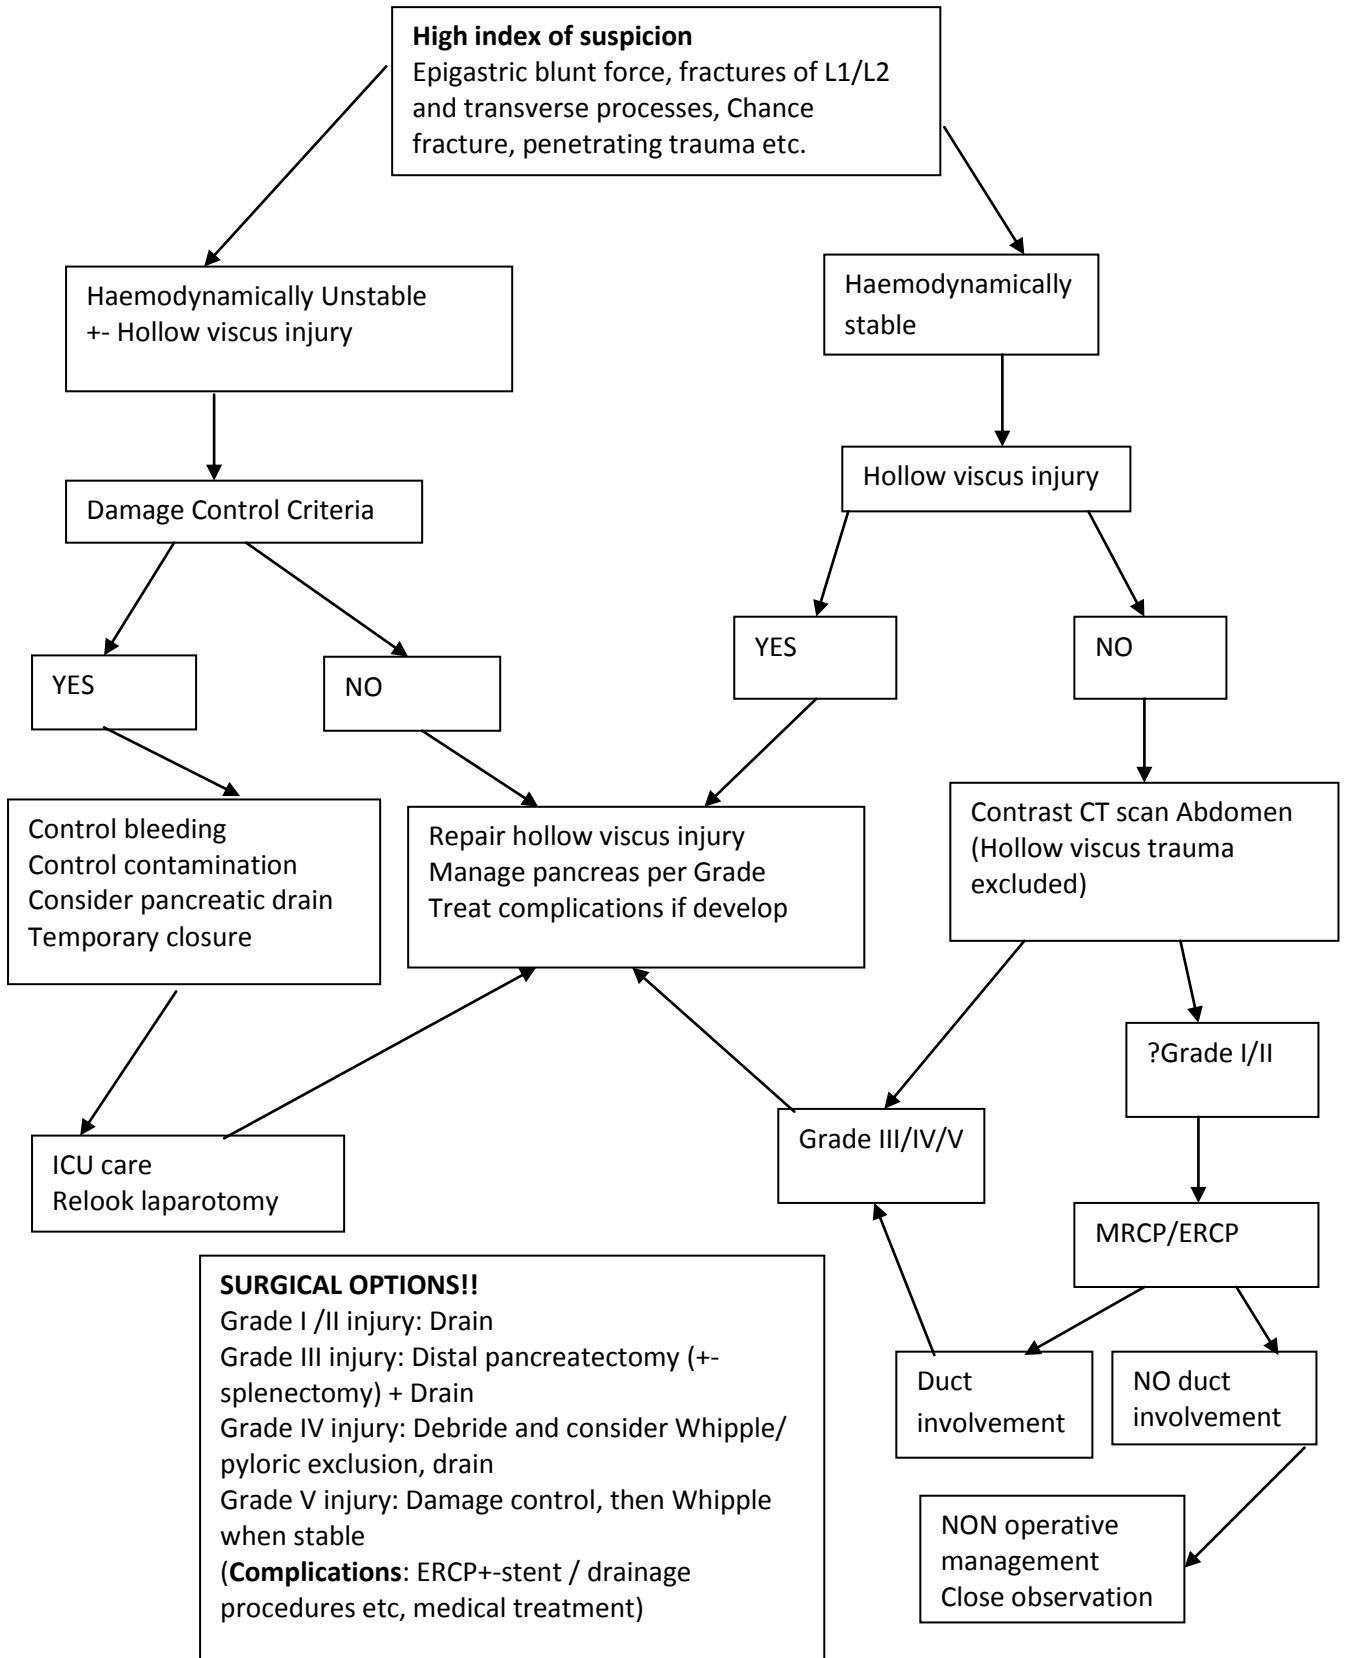 High index of suspicion
Epigastric blunt force, fractures of L1/L2
and transverse processes, Chance
fracture, penetrating trauma etc.
Haemodynamically Unstable
+- Hollow viscus injury
Haemodynamically
stable
Damage Control Criteria
Hollow viscus injury
YES
NO
YES
NO
Control bleeding
Control contamination
Consider pancreatic drain
Temporary closure
Repair hollow viscus injury
Manage pancreas per Grade
Treat complications if develop
Contrast CT scan Abdomen
(Hollow viscus trauma
excluded)
?Grade I/II
Grade III/IV/V
ICU care
Relook laparotomy
MRCP/ERCP
Duct
involvement
NO duct
involvement
NON operative
management
Close observation
SURGICAL OPTIONS!!
Grade I /II injury: Drain
Grade III injury: Distal pancreatectomy (+-
splenectomy) + Drain
Grade IV injury: Debride and consider Whipple/
pyloric exclusion, drain
Grade V injury: Damage control, then Whipple
when stable
(Complications: ERCP+-stent / drainage
procedures etc, medical treatment)